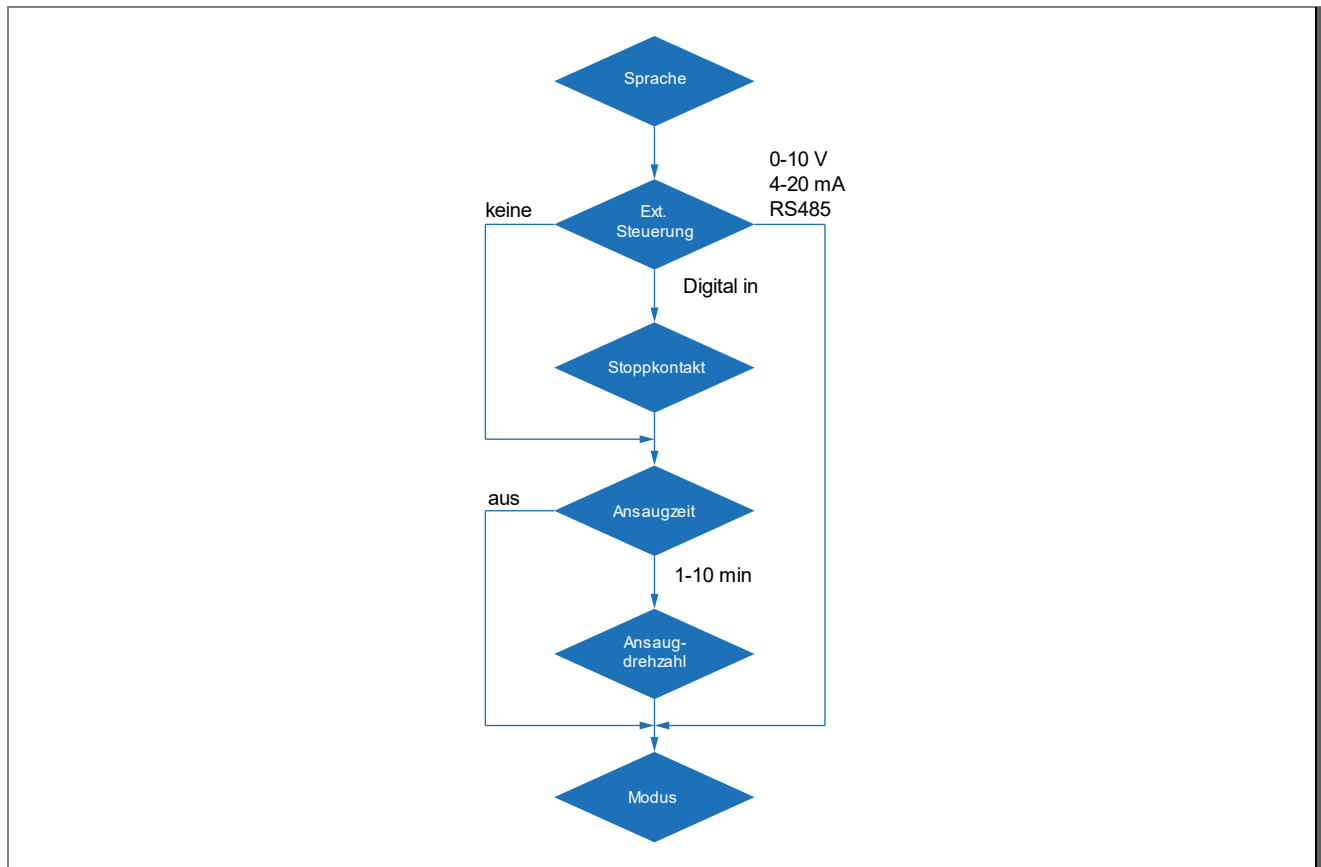 Sprache
0-10 V
4-20 mA
RS485
keine
Ext.
Steuerung
Digital in
Stoppkontakt
aus
Ansaugzeit
1-10 min
Ansaug-
drehzahl
Modus